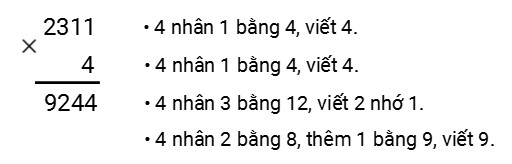 2311 • 4 nhân 1 bằng 4, viết 4.
× 4 • 4 nhân 1 bằng 4, viết 4.
9244 • 4 nhân 3 bằng 12, viết 2 nhớ 1.
• 4 nhân 2 bằng 8, thêm 1 bằng 9, viết 9.